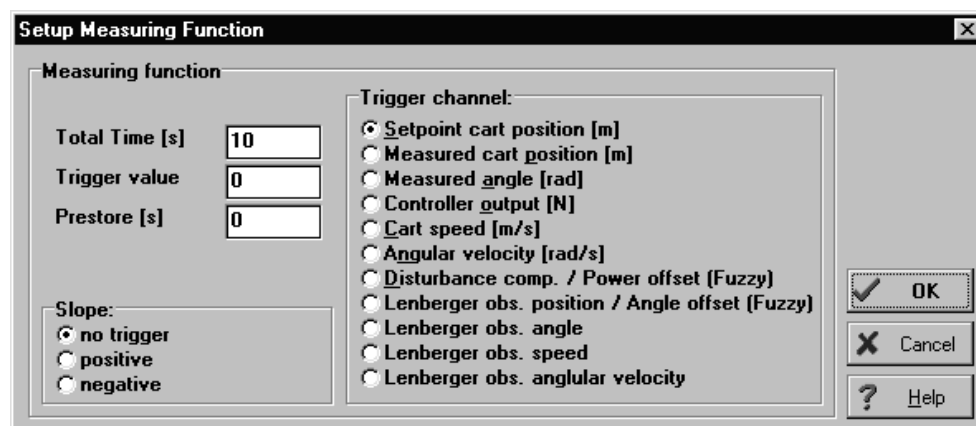 Setup Measuring Function
Measuring function
Total Time [s] 10
Trigger value 0
Prestore [s] 0
Slope:
no trigger
positive
negative
Trigger channel:
Setpoint cart position [m]
Measured cart position [m]
Measured angle [rad]
Controller output [N]
Cart speed [m/s]
Angular velocity [rad/s]
Disturbance comp. / Power offset (Fuzzy)
Lenberger obs. position / Angle offset (Fuzzy)
Lenberger obs. angle
Lenberger obs. speed
Lenberger obs. anglular velocity
OK
Cancel
Help